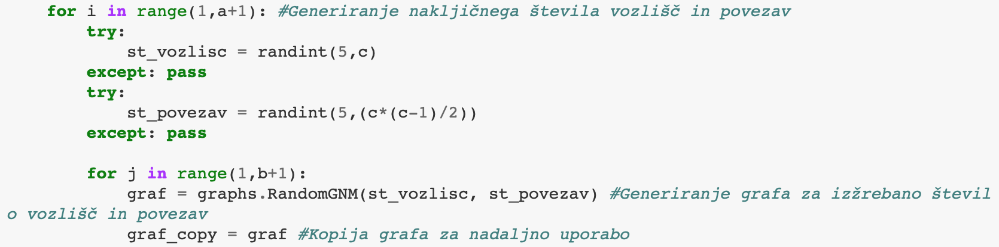 for i in range(1,a+1): #Generiranje nakljičnega števila vozlišč in povezav
try:
st_vozlisc = randint(5,c)
except: pass
try:
st_povezav = randint(5,(c*(c-1)/2))
except: pass
for j in range(1,b+1):
graf = graphs.RandomGNM(st_vozlisc, st_povezav) #Generiranje grafa za izžrebano števil
o vozlišč in povezav
graf_copy = graf #Kopija grafa za nadaljno uporabo